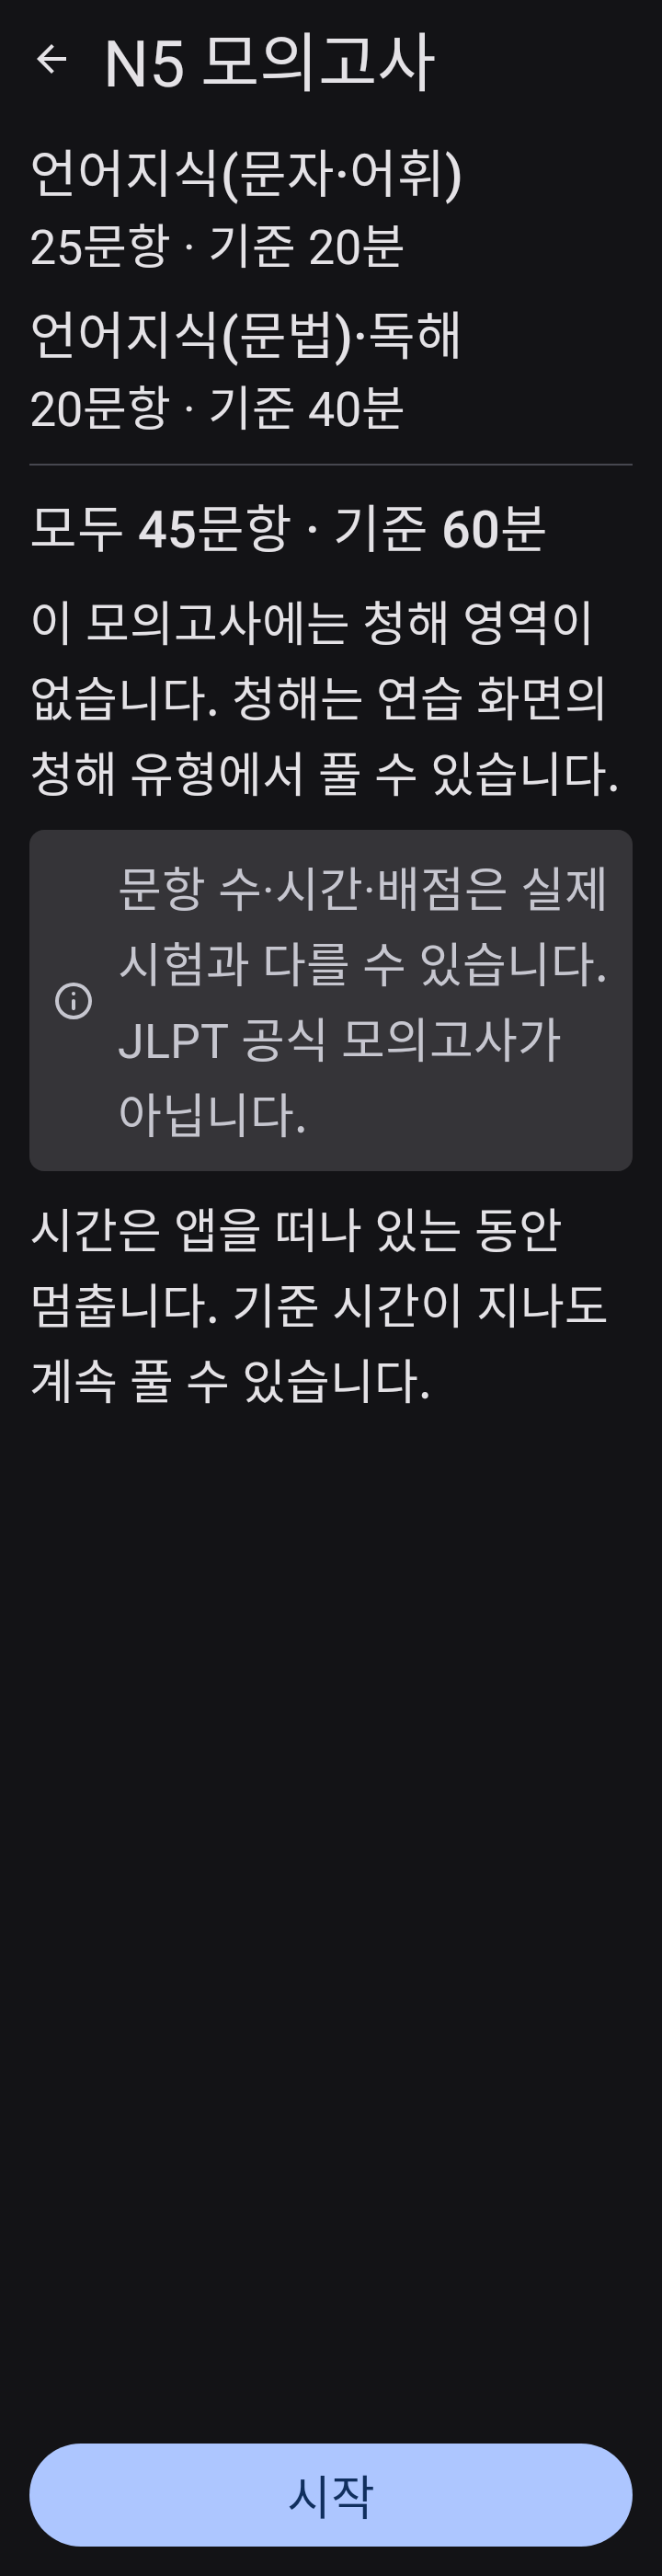 N5 모의고사
언어지식(문자·어휘)
25문항 · 기준 20분
언어지식(문법)·독해
20문항 · 기준 40분
모두 45문항 · 기준 60분
이 모의고사에는 청해 영역이
없습니다. 청해는 연습 화면의
청해 유형에서 풀 수 있습니다.
문항 수·시간·배점은 실제
시험과 다를 수 있습니다.
JLPT 공식 모의고사가
아닙니다.
시간은 앱을 떠나 있는 동안
멈춥니다. 기준 시간이 지나도
계속 풀 수 있습니다.
시작